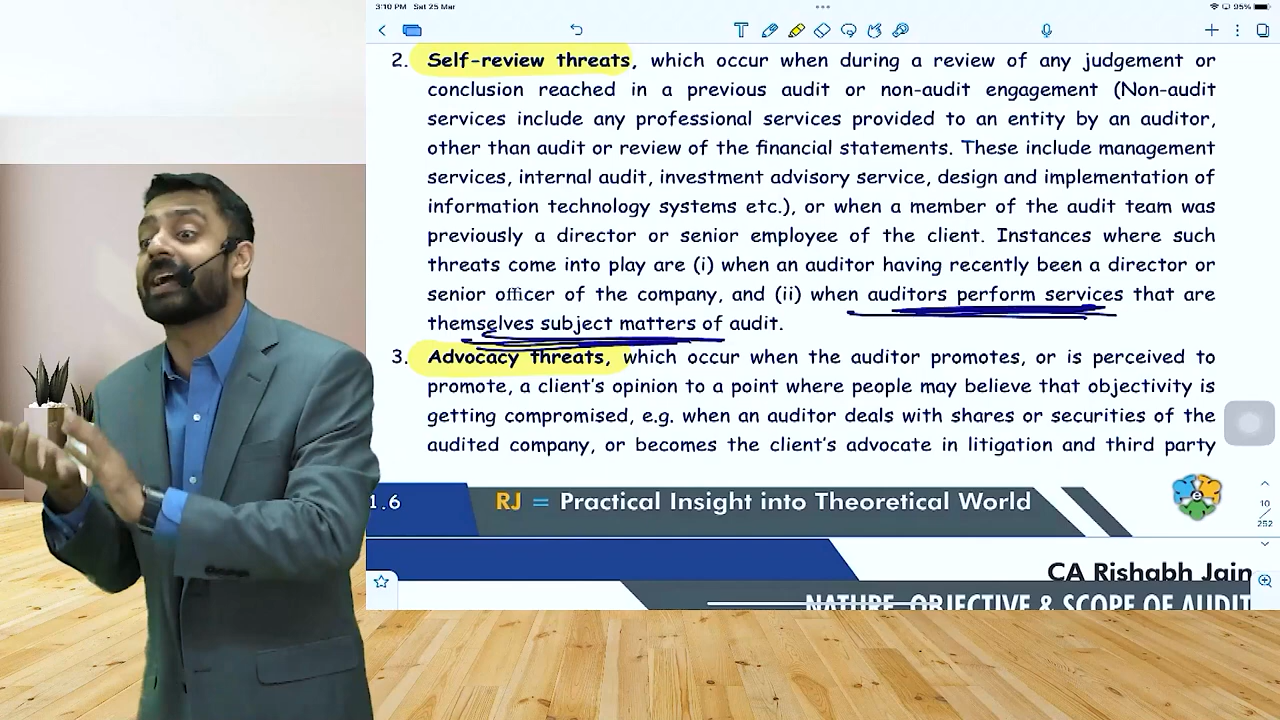 3:10 PM Sat 25 Mar
95%
2. Self-review threats, which occur when during a review of any judgement or
conclusion reached in a previous audit or non-audit engagement (Non-audit
services include any professional services provided to an entity by an auditor,
other than audit or review of the financial statements. These include management
services, internal audit, investment advisory service, design and implementation of
information technology systems etc.), or when a member of the audit team was
previously a director or senior employee of the client. Instances where such
threats come into play are (i) when an auditor having recently been a director or
senior officer of the company, and (ii) when auditors perform services that are
themselves subject matters of audit.
3. Advocacy threats, which occur when the auditor promotes, or is perceived to
promote, a client's opinion to a point where people may believe that objectivity is
getting compromised, e.g. when an auditor deals with shares or securities of the
audited company, or becomes the client's advocate in litigation and third party
1.6 RJ = Practical Insight into Theoretical World
e
10
252
CA Rishabh Jain
NATURE, OBJECTIVE & SCOPE OF AUDIT